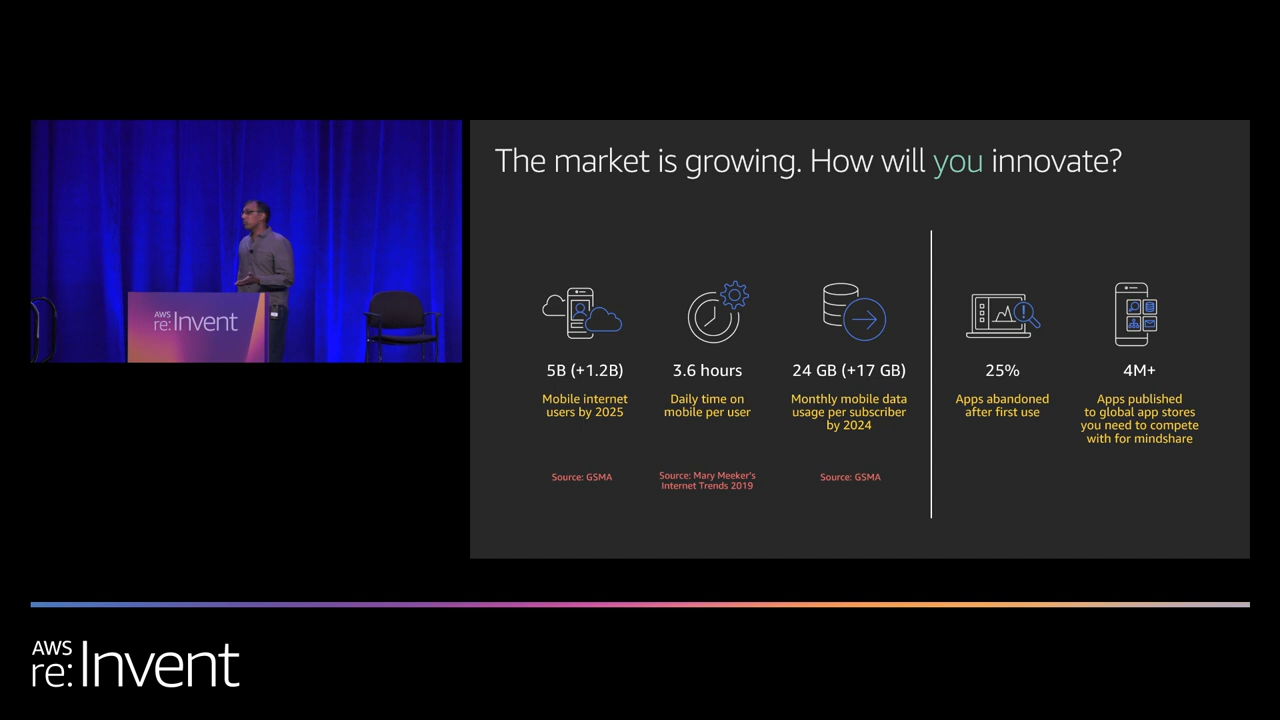 The market is growing. How will you innovate?
5B (+1.2B)
Mobile internet
users by 2025
Source: GSMA
3.6 hours
Daily time on
mobile per user
Source: Mary Meeker's
Internet Trends 2019
24 GB (+17 GB)
Monthly mobile data
usage per subscriber
by 2024
Source: GSMA
25%
Apps abandoned
after first use
4M+
Apps published
to global app stores
you need to compete
with for mindshare
AWS
re:Invent
AWS
re:Invent